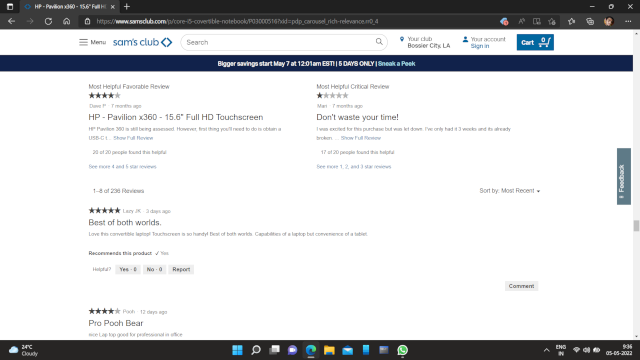 HP - Pavilion x360 - 15.6" Full H
https://www.samsclub.com/p/core-i5-covertible-notebook/P03000516?xid=pdp_carousel_rich-relevance.rr0_4
Menu
sam's club
Search
Your club
Bossier City, LA
Your account
Sign in
Cart
0
Bigger savings start May 7 at 12:01am EST! | 5 DAYS ONLY | Sneak a Peek
Most Helpful Favorable Review
Dave P · 7 months ago
HP - Pavilion x360 - 15.6" Full HD Touchscreen
HP Pavilion 360 is still being assessed. However, first thing you'll need to do is obtain a
USB-C t... Show Full Review
20 of 20 people found this helpful
See more 4 and 5 star reviews
Most Helpful Critical Review
7 months ago
Don't waste your time!
I was excited for this purchase but was let down. I've only had it 3 weeks and its already
broken. ... Show Full Review
17 of 20 people found this helpful
See more 1, 2, and 3 star reviews
1–8 of 236 Reviews
Sort by: Most Recent
Feedback
3 days ago
Best of both worlds.
Love this convertible laptop! Touchscreen is so handy! Best of both worlds. Capabilities of a laptop but convenience of a tablet.
Recommends this product ✓ Yes
Helpful?
Yes · 0
No · 0
Report
Comment
Pooh · 12 days ago
Pro Pooh Bear
nice Lap top good for professional in office
24°C
Cloudy
ENG
IN
9:36
05-05-2022